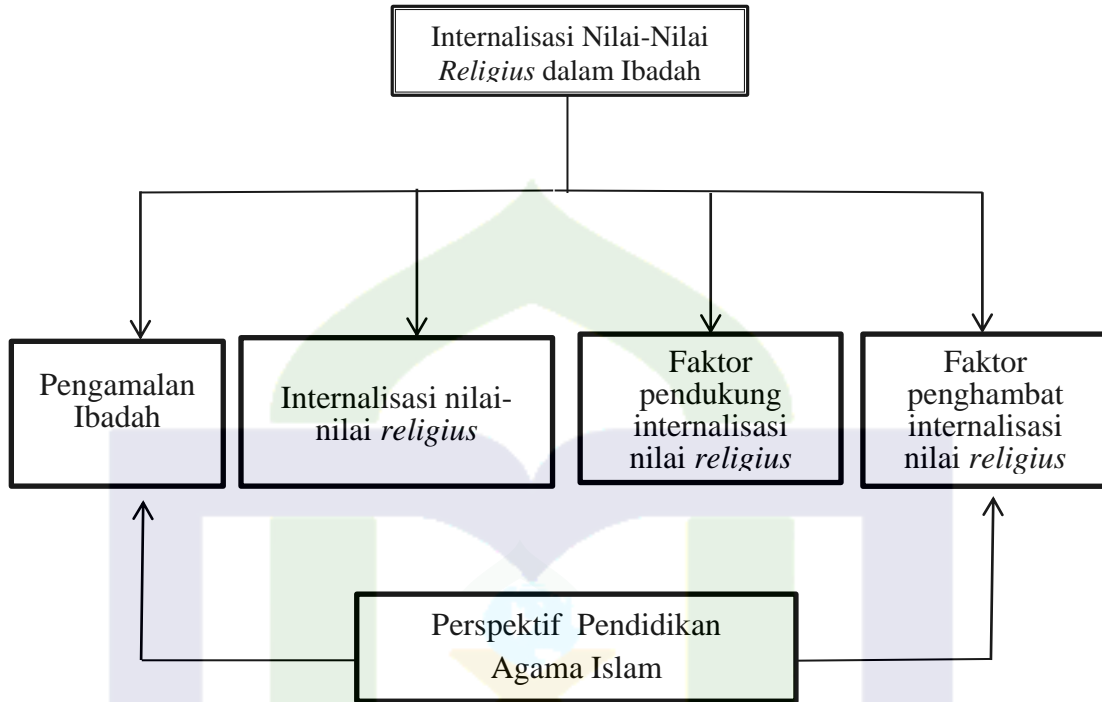 Internalisasi Nilai-Nilai
Religius dalam Ibadah
Pengamalan
Ibadah
Internalisasi nilai-
nilai religius
Faktor
pendukung
internalisasi
nilai religius
Faktor
penghambat
internalisasi
nilai religius
Perspektif Pendidikan
Agama Islam